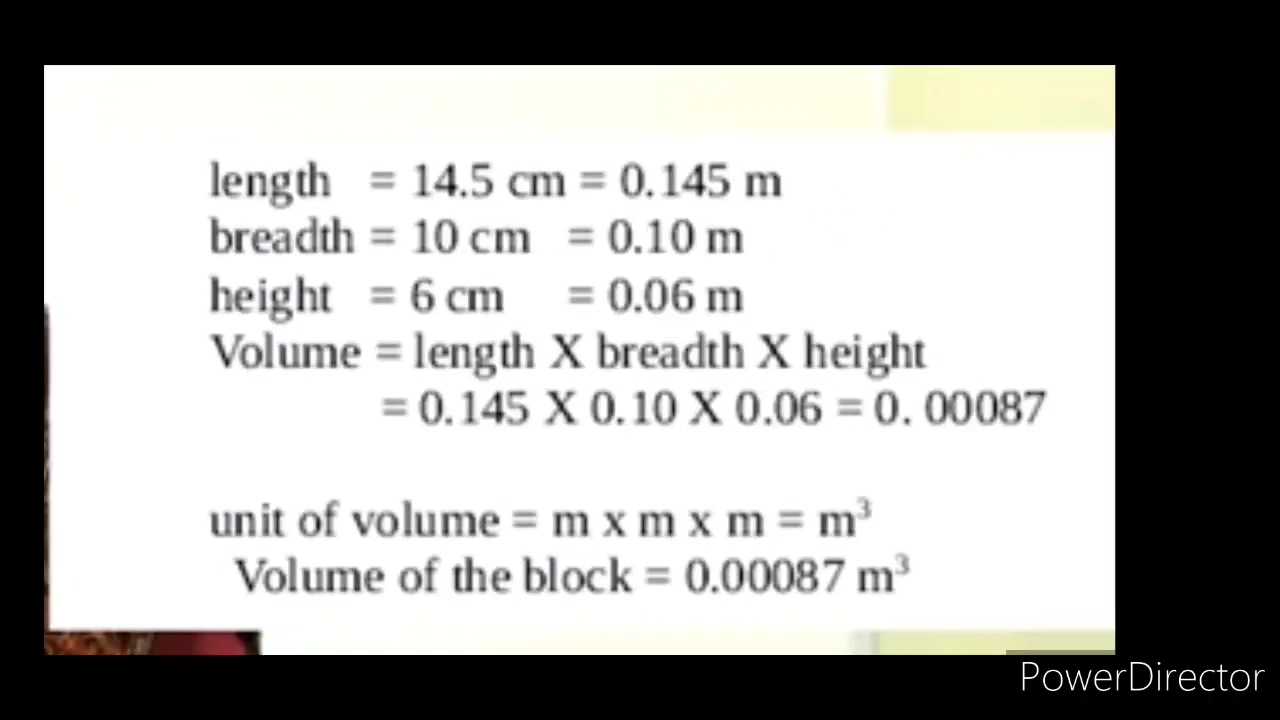 length = 14.5 cm = 0.145 m
breadth = 10 cm = 0.10 m
height = 6 cm = 0.06 m
Volume = length X breadth X height
= 0.145 X 0.10 X 0.06 = 0. 00087
unit of volume = m x m x m = m³
Volume of the block = 0.00087 m³
PowerDirector